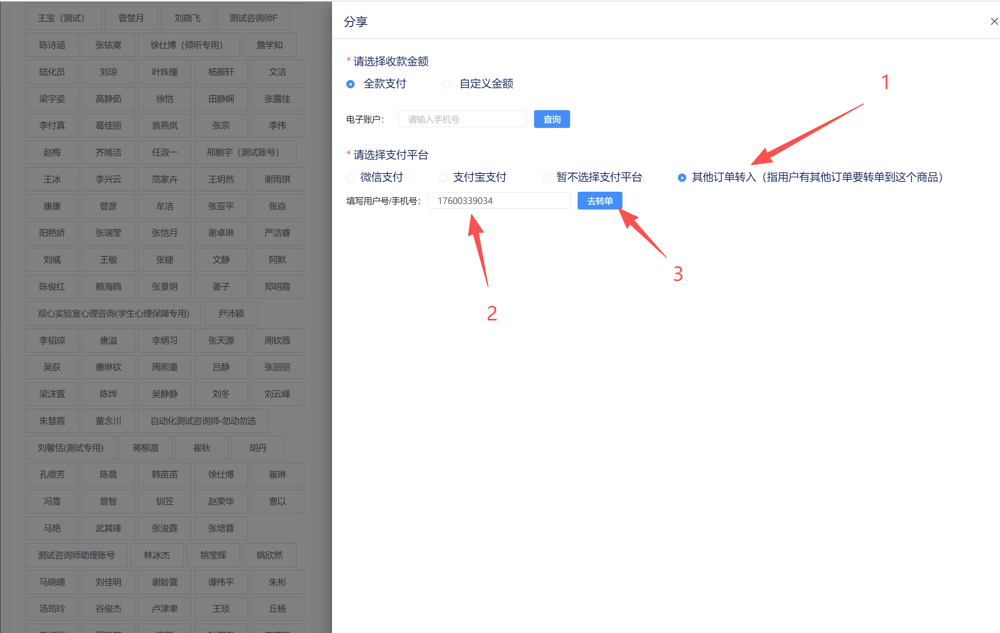 王宝（测试） 曾楚月 刘晓飞 测试咨询师F
陈诗涵 张铱嵩 徐仕博（倾听专用） 詹学知
陆化员 刘琼 叶姝槿 杨振轩 文洁
梁宇姿 高静茹 徐恺 田静娴 张露佳
李付真 葛佳丽 翁燕岚 张宗 李伟
赵梅 齐嫣洁 任淑一 邢鹏宇（测试账号）
王冰 李兴云 范家卉 王玥然 谢雨琪
康康 曾彦 牟洁 张亚平 张焱
阳艳娇 张瑞莹 张恺月 谢卓琳 严洁睿
刘彧 王敏 张婕 文静 阿默
陈俊红 赖海鸥 张景明 姜子 郑明霞
观心实验室心理咨询(学生心理保障专用) 尹沛颖
李韬琼 唐溢 李炳习 张天源 周钦薇
吴荻 唐琳钦 周熙童 吕静 张丽丽
梁沫萱 陈烨 吴静静 刘冬 刘云峰
朱慧霞 董念川 自动化测试咨询师-勿动勿选
刘馨恬(测试专用) 蒋柳湄 崔秋 胡丹
孔德芳 陈晨 韩苗苗 徐仕博 崔琳
冯雪 曾智 钏笠 赵荣华 曹以
马艳 武其锋 张浚霆 张培蓉
测试咨询师助理账号 林冰杰 姚莹辉 姚欣然
马晓晴 刘佳明 谢龄萱 谭伟平 朱彬
汤筠玲 谷俊杰 卢津聿 王琰 丘杨
分享
* 请选择收款金额
全款支付 自定义金额
1
电子账户： 请输入手机号 查询
* 请选择支付平台
微信支付 支付宝支付 暂不选择支付平台 其他订单转入（指用户有其他订单要转单到这个商品）
填写用户号/手机号： 17600339034 去转单
3
2